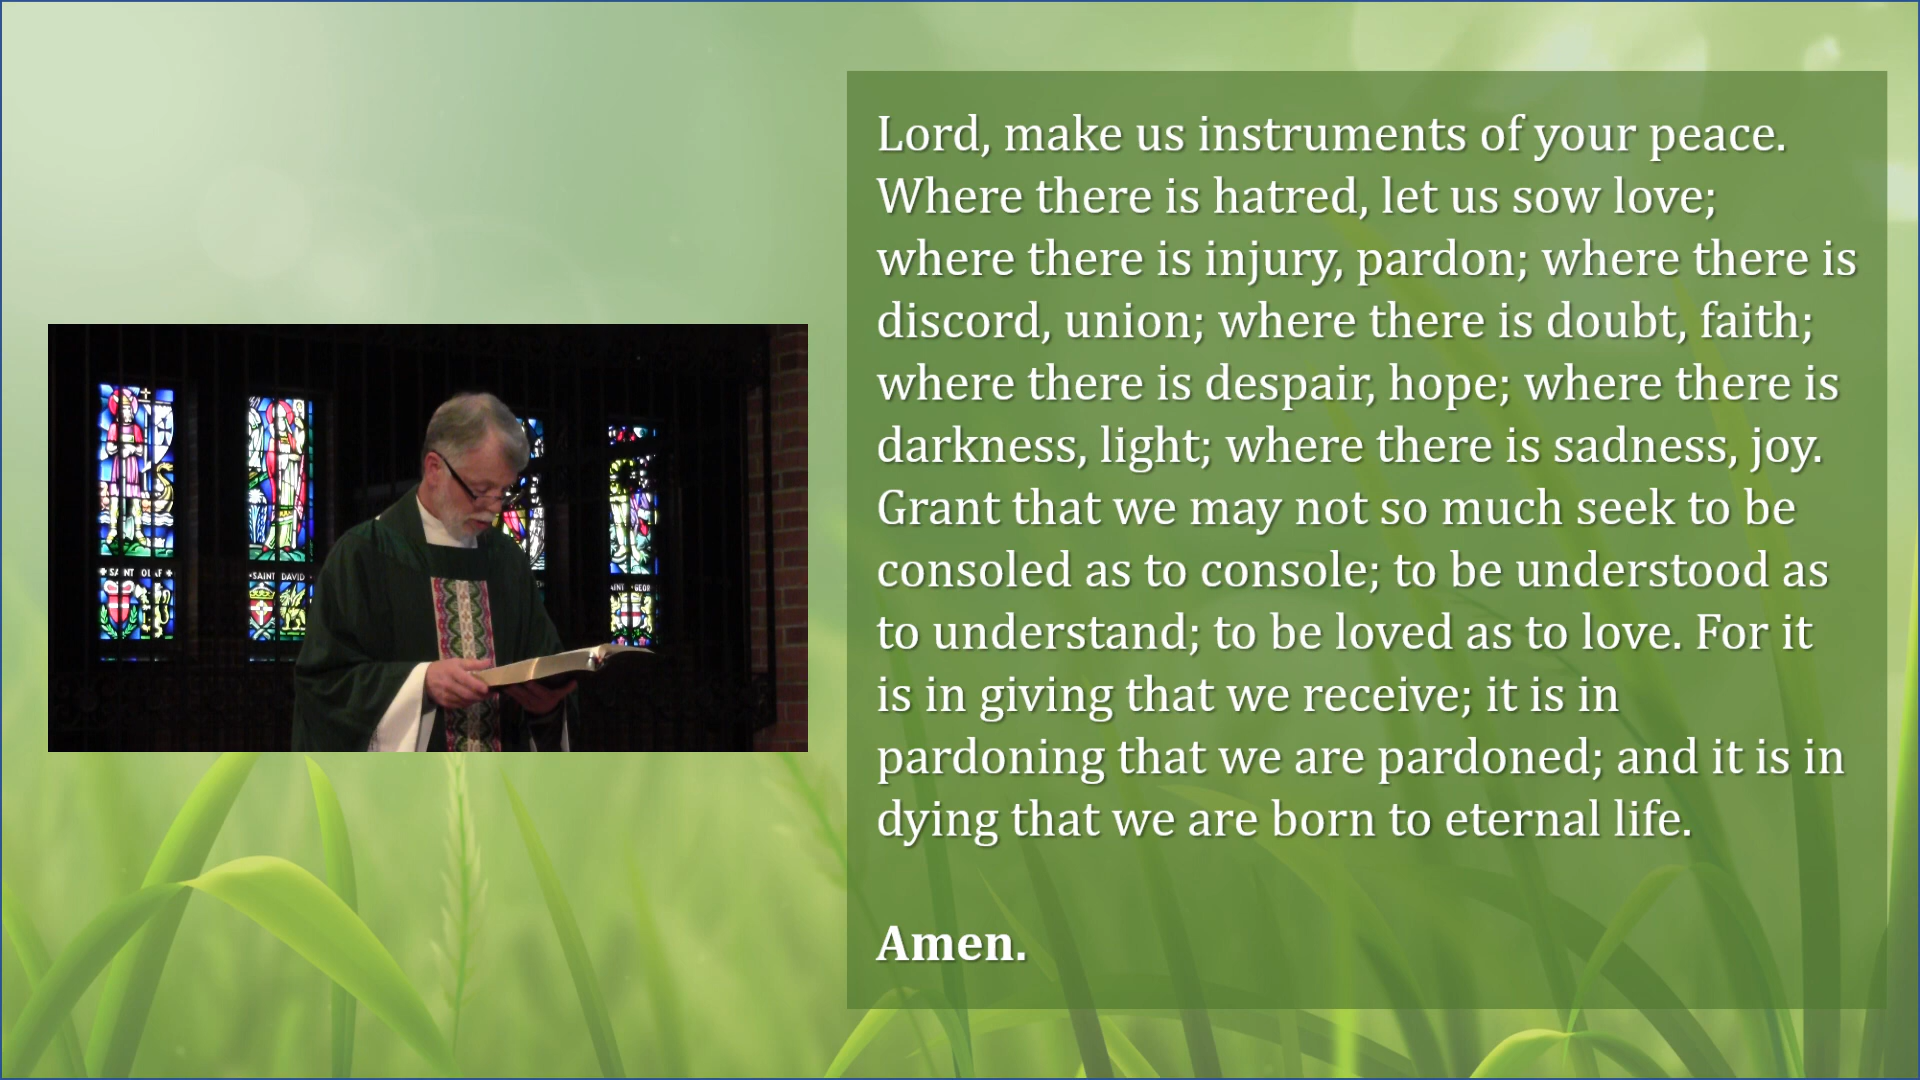 Lord, make us instruments of your peace.
Where there is hatred, let us sow love;
where there is injury, pardon; where there is
discord, union; where there is doubt, faith;
where there is despair, hope; where there is
darkness, light; where there is sadness, joy.
Grant that we may not so much seek to be
consoled as to console; to be understood as
to understand; to be loved as to love. For it
is in giving that we receive; it is in
pardoning that we are pardoned; and it is in
dying that we are born to eternal life.
Amen.
SAINT OLAF
SAINT DAVID